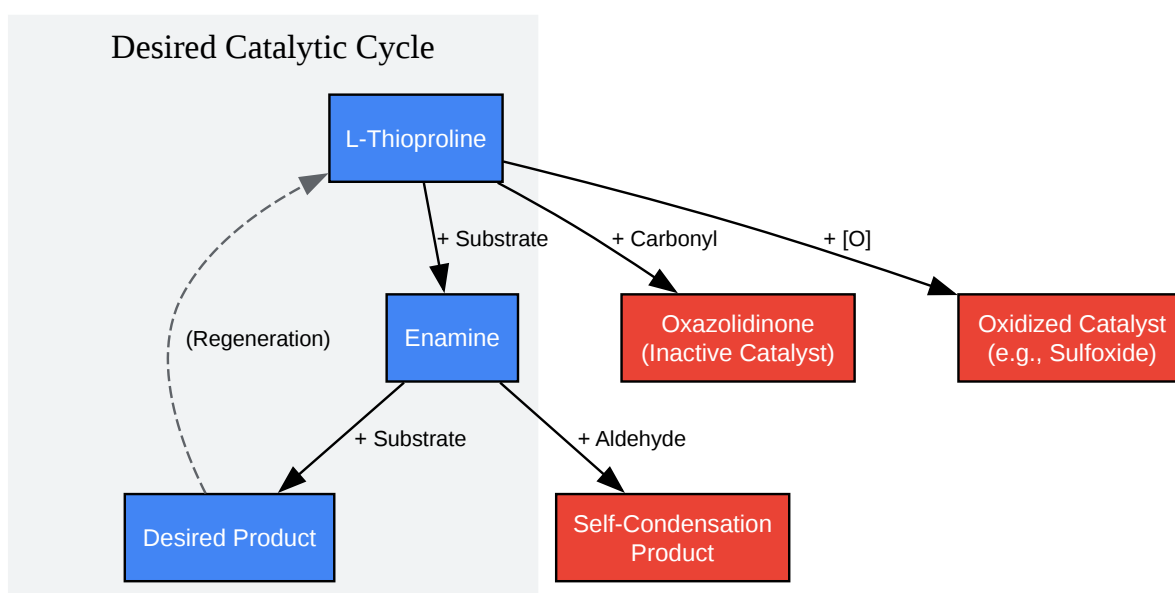 Desired Catalytic Cycle
L-Thioproline
+ Substrate
+ Carbonyl
+ [O]
(Regeneration)
Enamine
Oxazolidinone
(Inactive Catalyst)
Oxidized Catalyst
(e.g., Sulfoxide)
+ Substrate
+ Aldehyde
Desired Product
Self-Condensation
Product